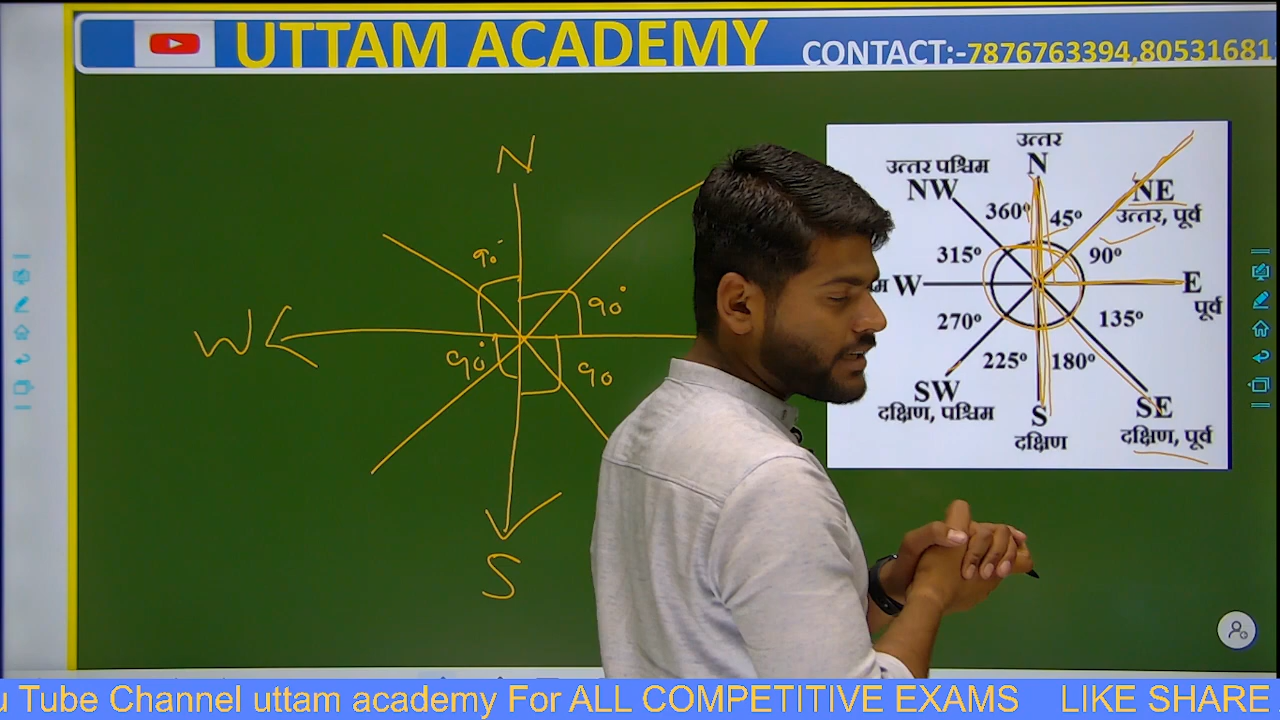 UTTAM ACADEMY
CONTACT:-7876763394,80531681
N
90°
90°
W
90°
90
S
उत्तर
N
उत्तर पश्चिम
NW
NE
उत्तर, पूर्व
360°
45°
315°
90°
W
E
पूर्व
270°
135°
225°
180°
SW
दक्षिण, पश्चिम
S
दक्षिण
SE
दक्षिण, पूर्व
u Tube Channel uttam academy For ALL COMPETITIVE EXAMS LIKE SHARE